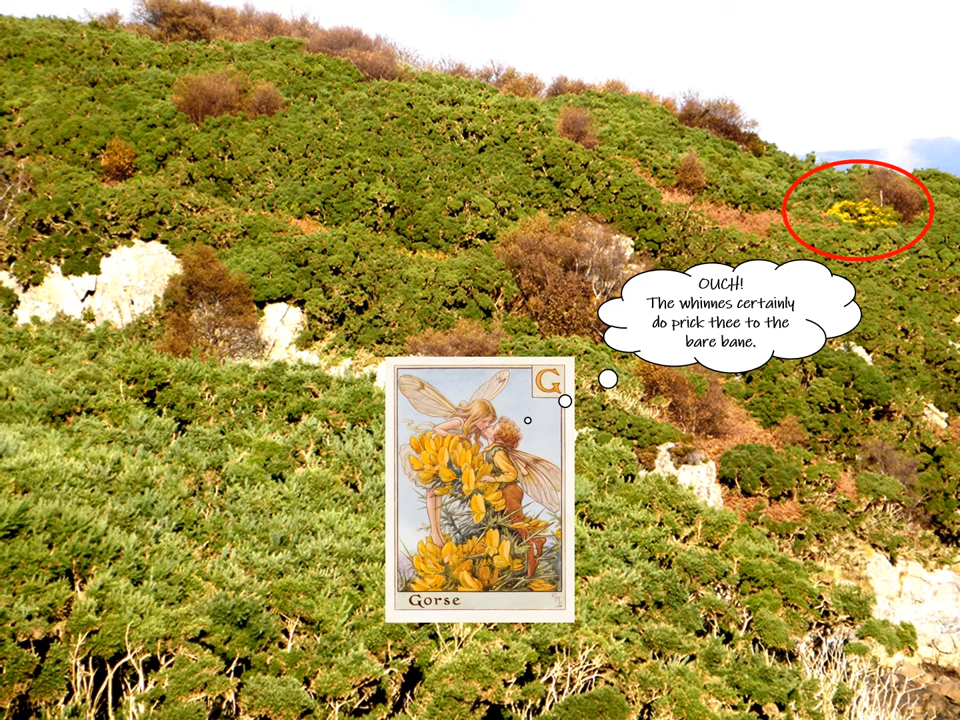 OUCH!
The whinnes certainly
do prick thee to the
bare bane.
G
Gorse